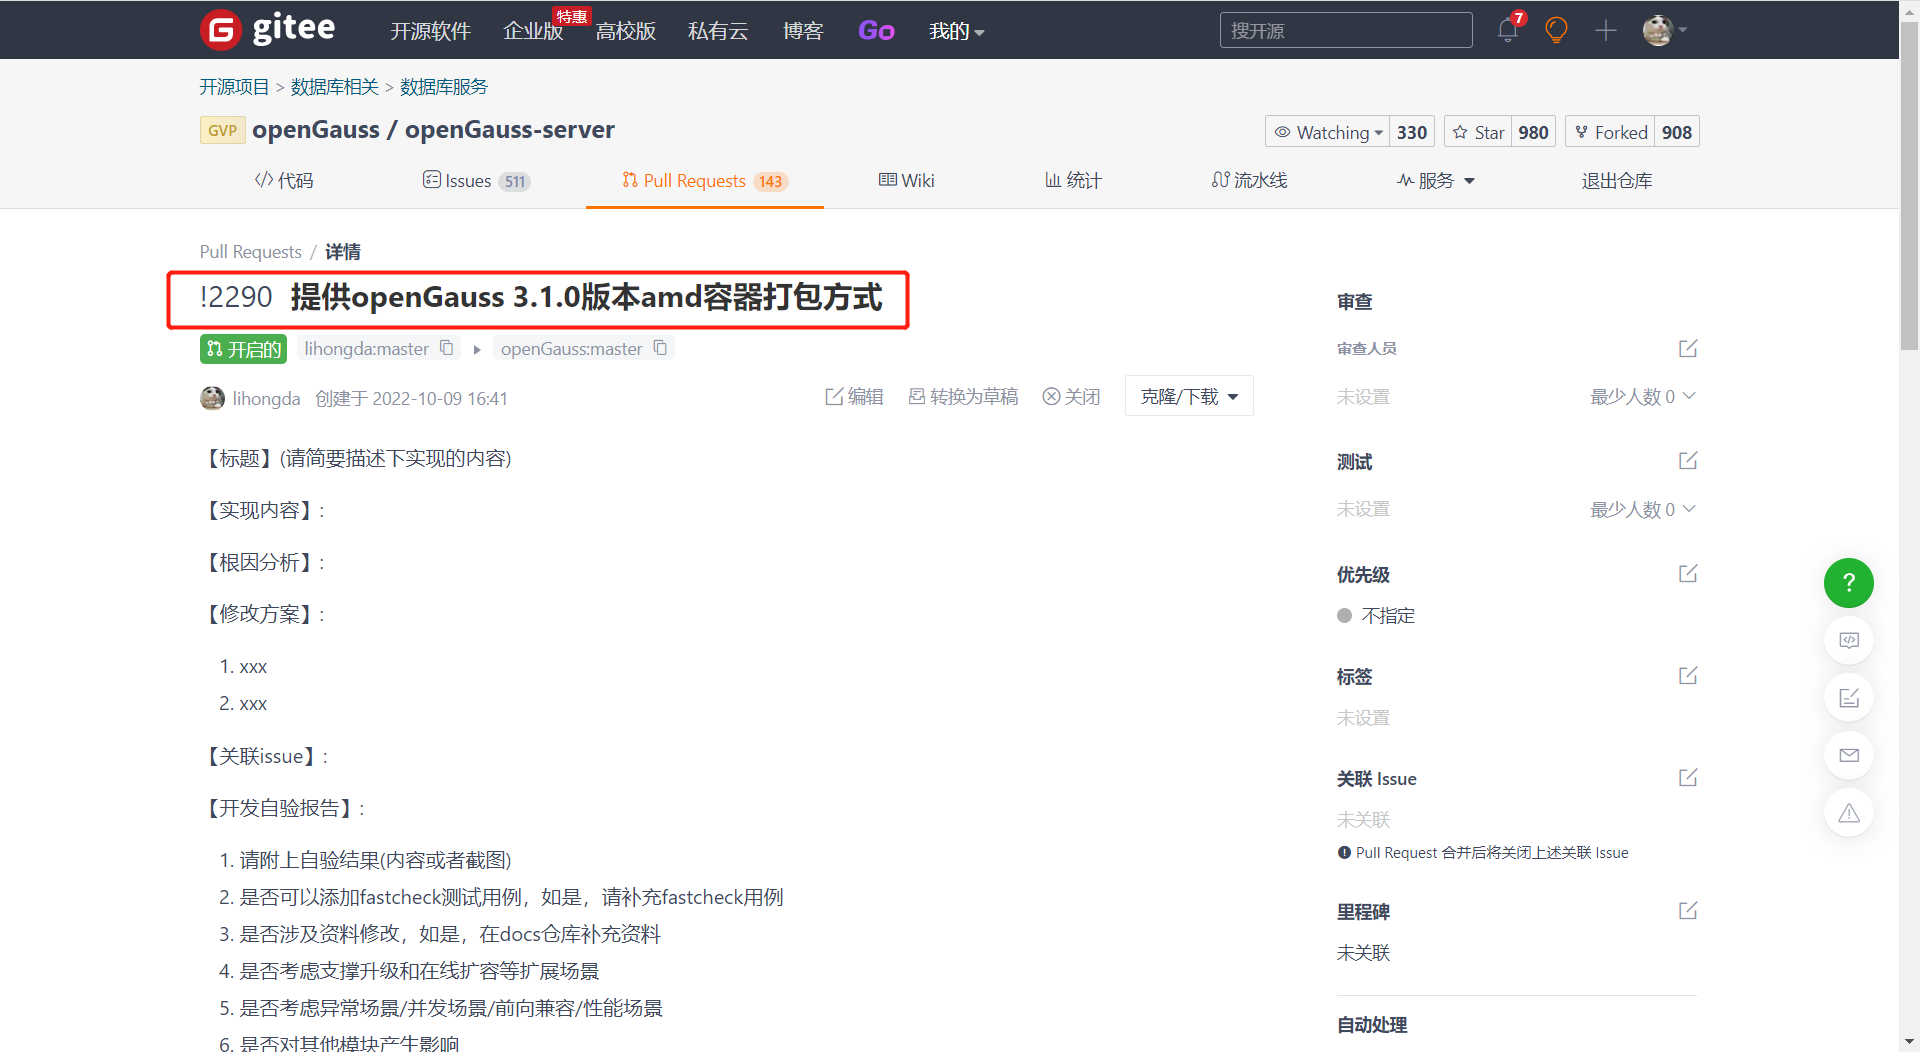 gitee 开源软件 企业版 特惠 高校版 私有云 博客 Go 我的 搜开源 7
开源项目 > 数据库相关 > 数据库服务
GVP openGauss / openGauss-server Watching 330 Star 980 Forked 908
代码 Issues 511 Pull Requests 143 Wiki 统计 流水线 服务 退出仓库
Pull Requests / 详情
!2290 提供openGauss 3.1.0版本amd容器打包方式
开启的 lihongda:master openGauss:master
lihongda 创建于 2022-10-09 16:41 编辑 转换为草稿 关闭 克隆/下载
【标题】(请简要描述下实现的内容)
【实现内容】:
【根因分析】:
【修改方案】:
1. xxx
2. xxx
【关联issue】:
【开发自验报告】:
1. 请附上自验结果(内容或者截图)
2. 是否可以添加fastcheck测试用例，如是，请补充fastcheck用例
3. 是否涉及资料修改，如是，在docs仓库补充资料
4. 是否考虑支撑升级和在线扩容等扩展场景
5. 是否考虑异常场景/并发场景/前向兼容/性能场景
6. 是否对其他模块产生影响
审查
审查人员
未设置 最少人数 0
测试
未设置 最少人数 0
优先级
不指定
标签
未设置
关联 Issue
未关联
Pull Request 合并后将关闭上述关联 Issue
里程碑
未关联
自动处理
?